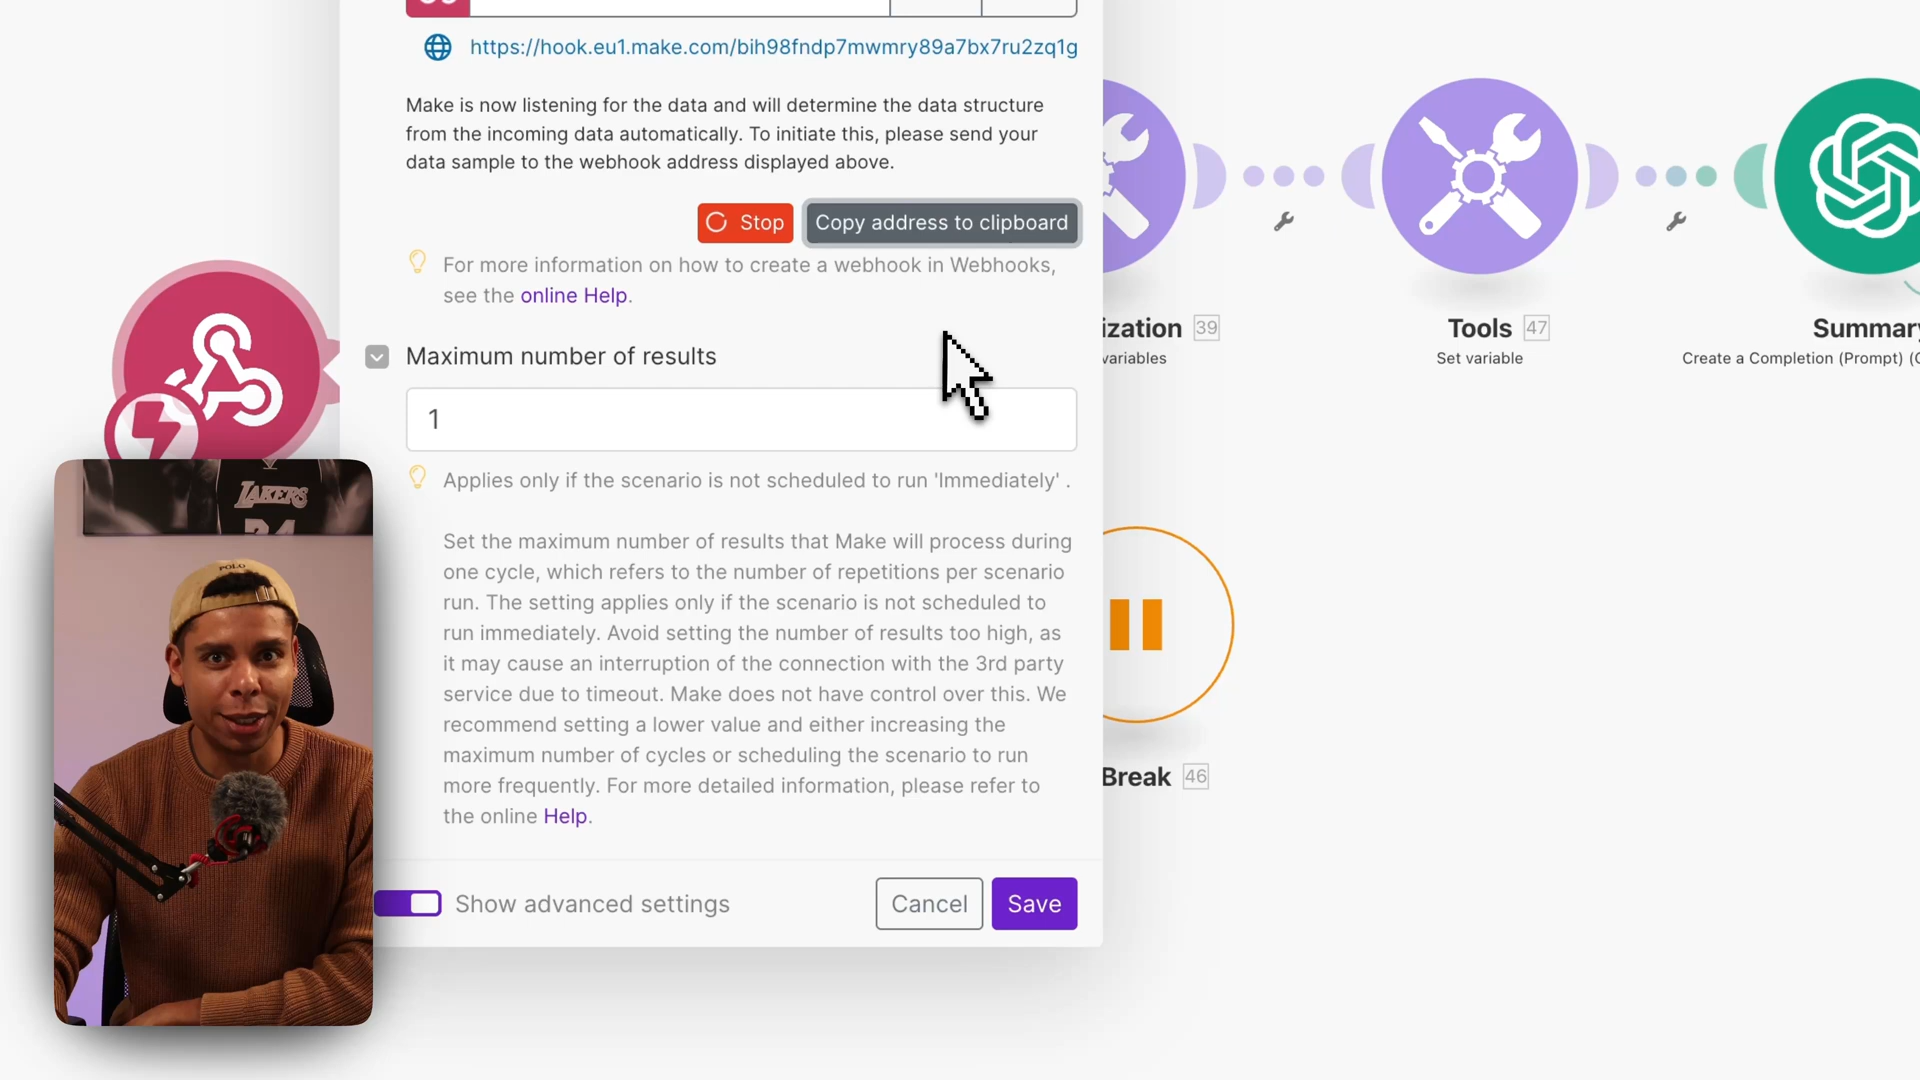 https://hook.eu1.make.com/bih98fndp7mwmry89a7bx7ru2zq1g
Make is now listening for the data and will determine the data structure
from the incoming data automatically. To initiate this, please send your
data sample to the webhook address displayed above.
Stop
Copy address to clipboard
For more information on how to create a webhook in Webhooks,
see the online Help.
Maximum number of results
1
Applies only if the scenario is not scheduled to run 'Immediately' .
Set the maximum number of results that Make will process during
one cycle, which refers to the number of repetitions per scenario
run. The setting applies only if the scenario is not scheduled to
run immediately. Avoid setting the number of results too high, as
it may cause an interruption of the connection with the 3rd party
service due to timeout. Make does not have control over this. We
recommend setting a lower value and either increasing the
maximum number of cycles or scheduling the scenario to run
more frequently. For more detailed information, please refer to
the online Help.
Show advanced settings
Cancel
Save
ization 39
variables
Tools 47
Set variable
Summary
Create a Completion (Prompt) (
Break 46
LAKERS
POLO